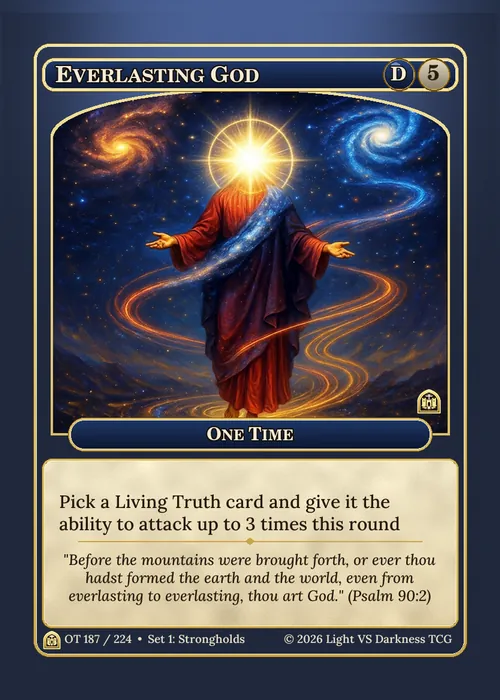 EVERLASTING GOD D 5
ONE TIME
Pick a Living Truth card and give it the
ability to attack up to 3 times this round
"Before the mountains were brought forth, or ever thou
hadst formed the earth and the world, even from
everlasting to everlasting, thou art God." (Psalm 90:2)
OT 187 / 224 • Set 1: Strongholds © 2026 Light VS Darkness TCG